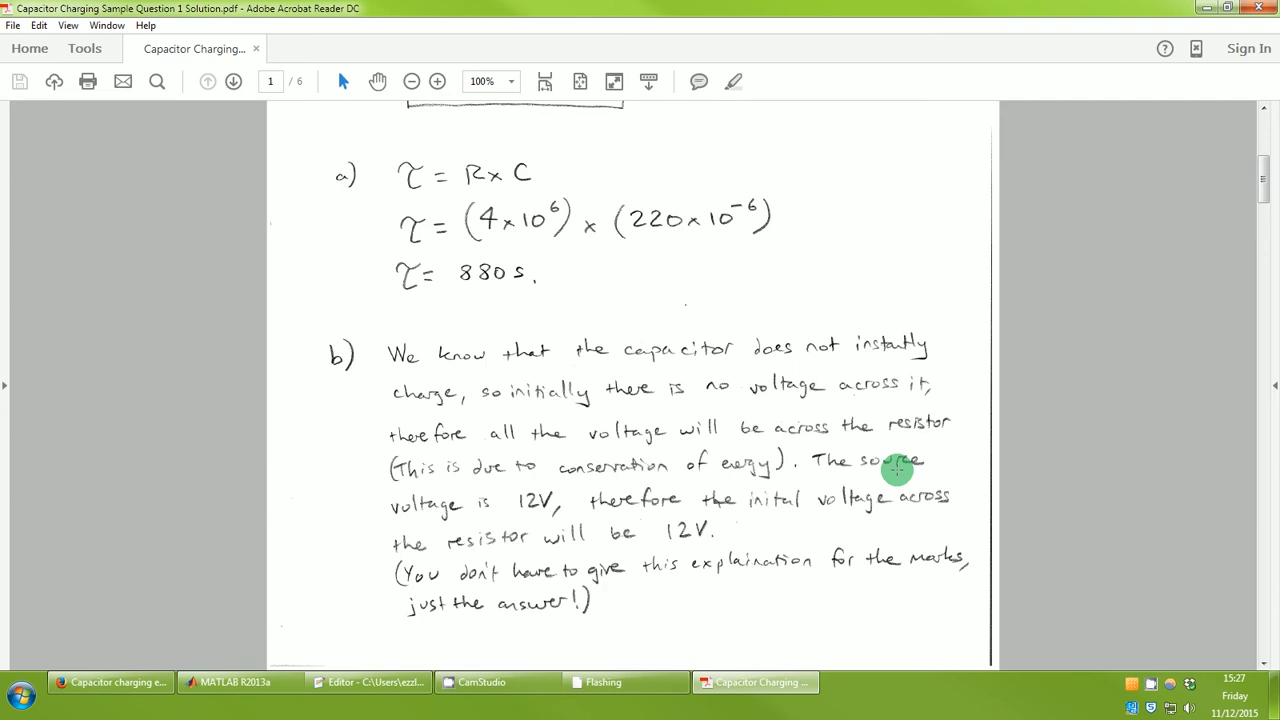 Capacitor Charging Sample Question 1 Solution.pdf - Adobe Acrobat Reader DC
File Edit View Window Help
Home Tools Capacitor Charging... × Sign In
1 / 6 100%
a) τ = R × C
τ = (4 × 10⁶) × (220 × 10⁻⁶)
τ = 880 s.
b) We know that the capacitor does not instantly
charge, so initially there is no voltage across it,
therefore all the voltage will be across the resistor
(This is due to conservation of energy). The source
voltage is 12V, therefore the inital voltage across
the resistor will be 12V.
(You don't have to give this explaination for the marks,
just the answer!)
Capacitor charging e... MATLAB R2013a Editor - C:\Users\ezzl... CamStudio Flashing Capacitor Charging ...
15:27
Friday
11/12/2015